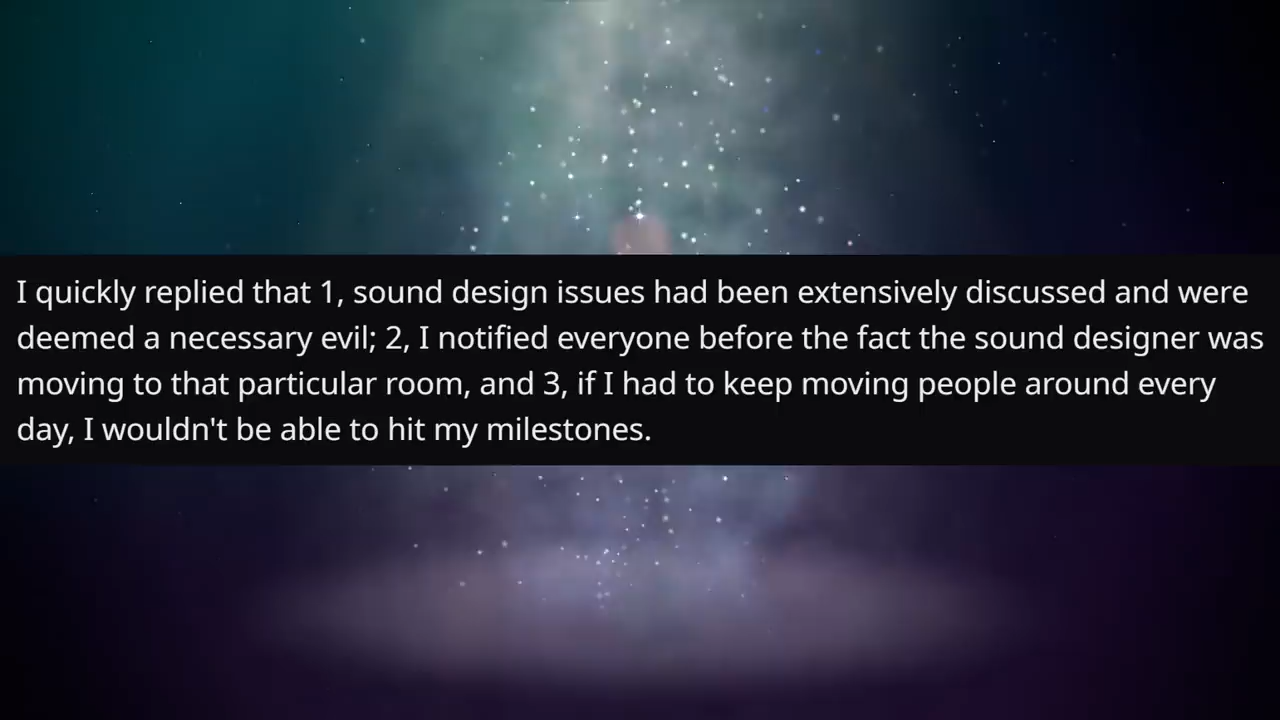 I quickly replied that 1, sound design issues had been extensively discussed and were
deemed a necessary evil; 2, I notified everyone before the fact the sound designer was
moving to that particular room, and 3, if I had to keep moving people around every
day, I wouldn't be able to hit my milestones.